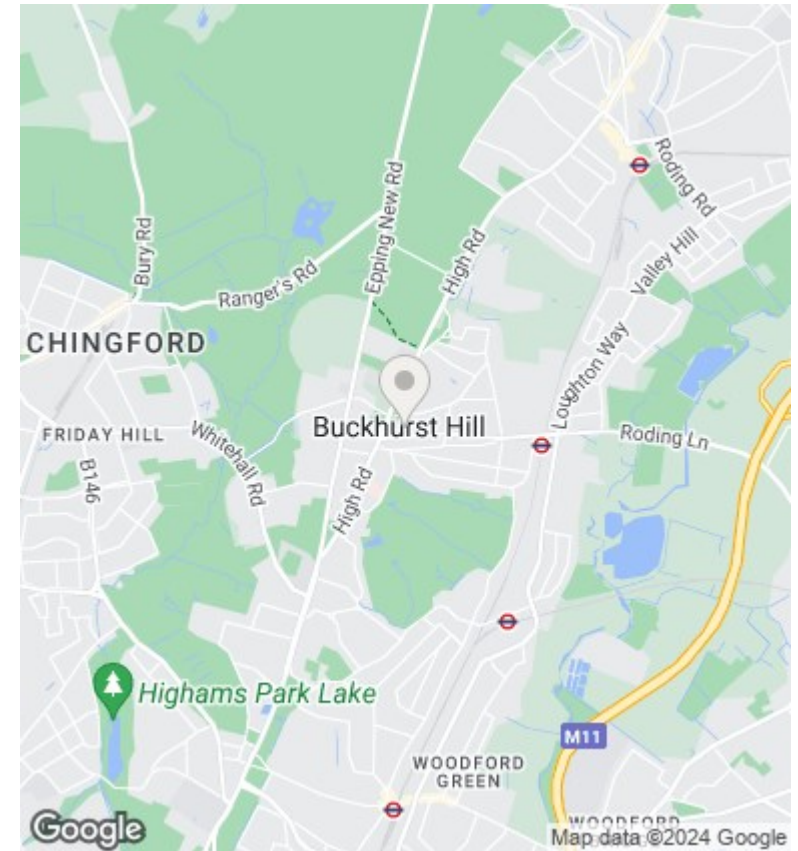 Roding Rd
Epping New Rd
High Rd
Valley Hill
Bury Rd
Ranger's Rd
CHINGFORD
Loughton Way
Buckhurst Hill
FRIDAY HILL
Whitehall Rd
Roding Ln
B146
High Rd
Highams Park Lake
M11
WOODFORD
GREEN
WOODFORD
Google
Map data ©2024 Google